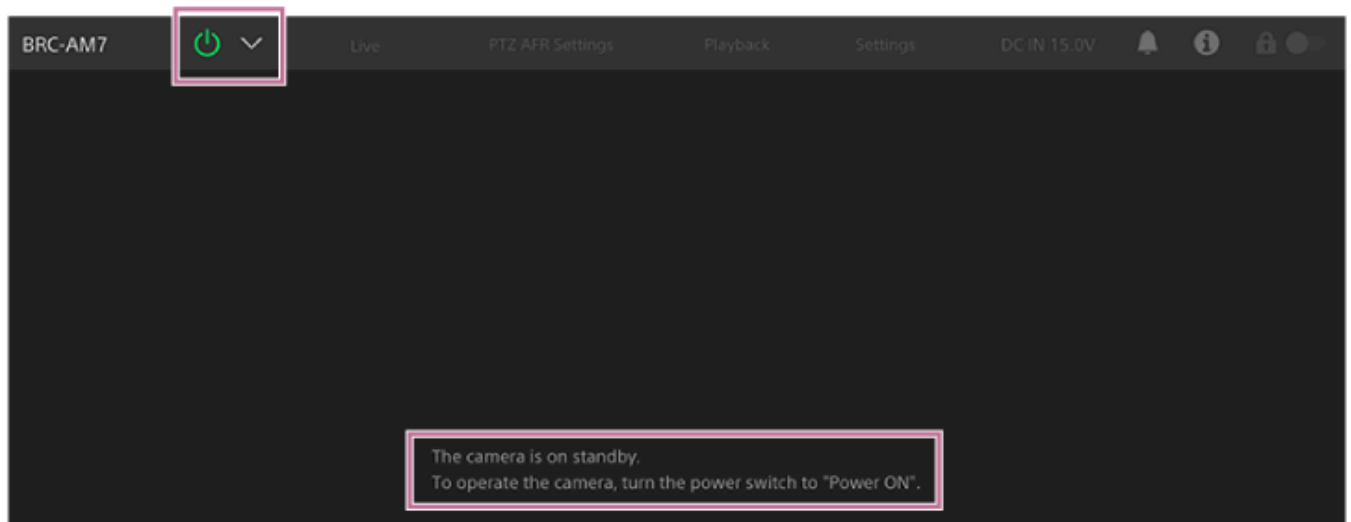 BRC-AM7 Live PTZ AFR Settings Playback Settings DC IN 15.0V
The camera is on standby.
To operate the camera, turn the power switch to "Power ON".